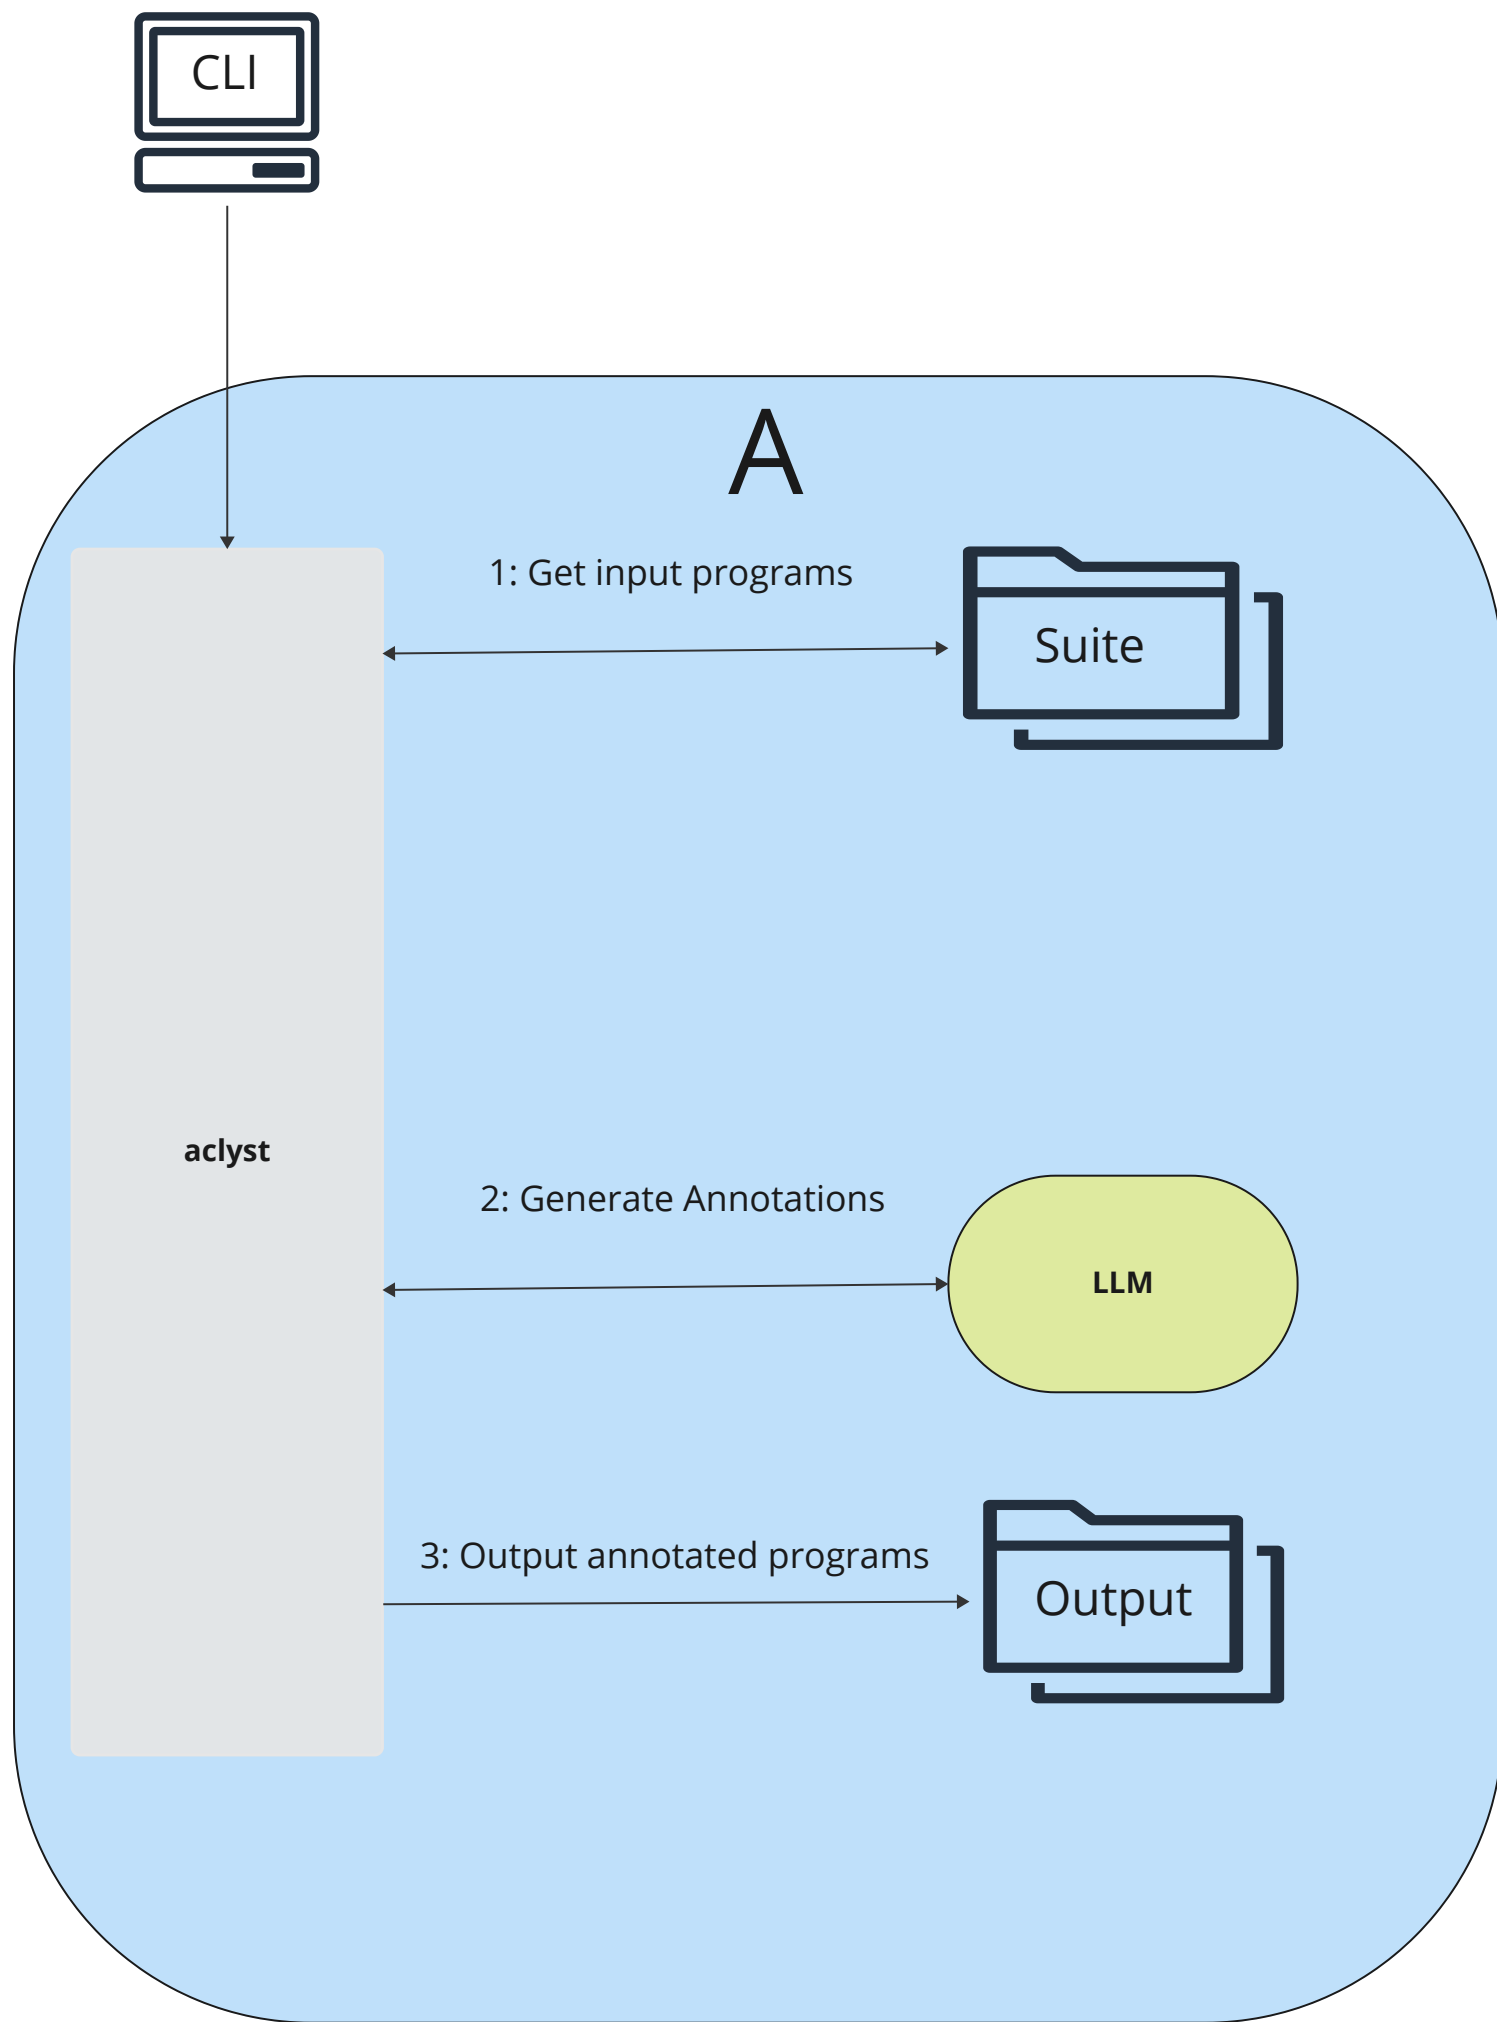 CLI
A
1: Get input programs
Suite
aclyst
2: Generate Annotations
LLM
3: Output annotated programs
Output